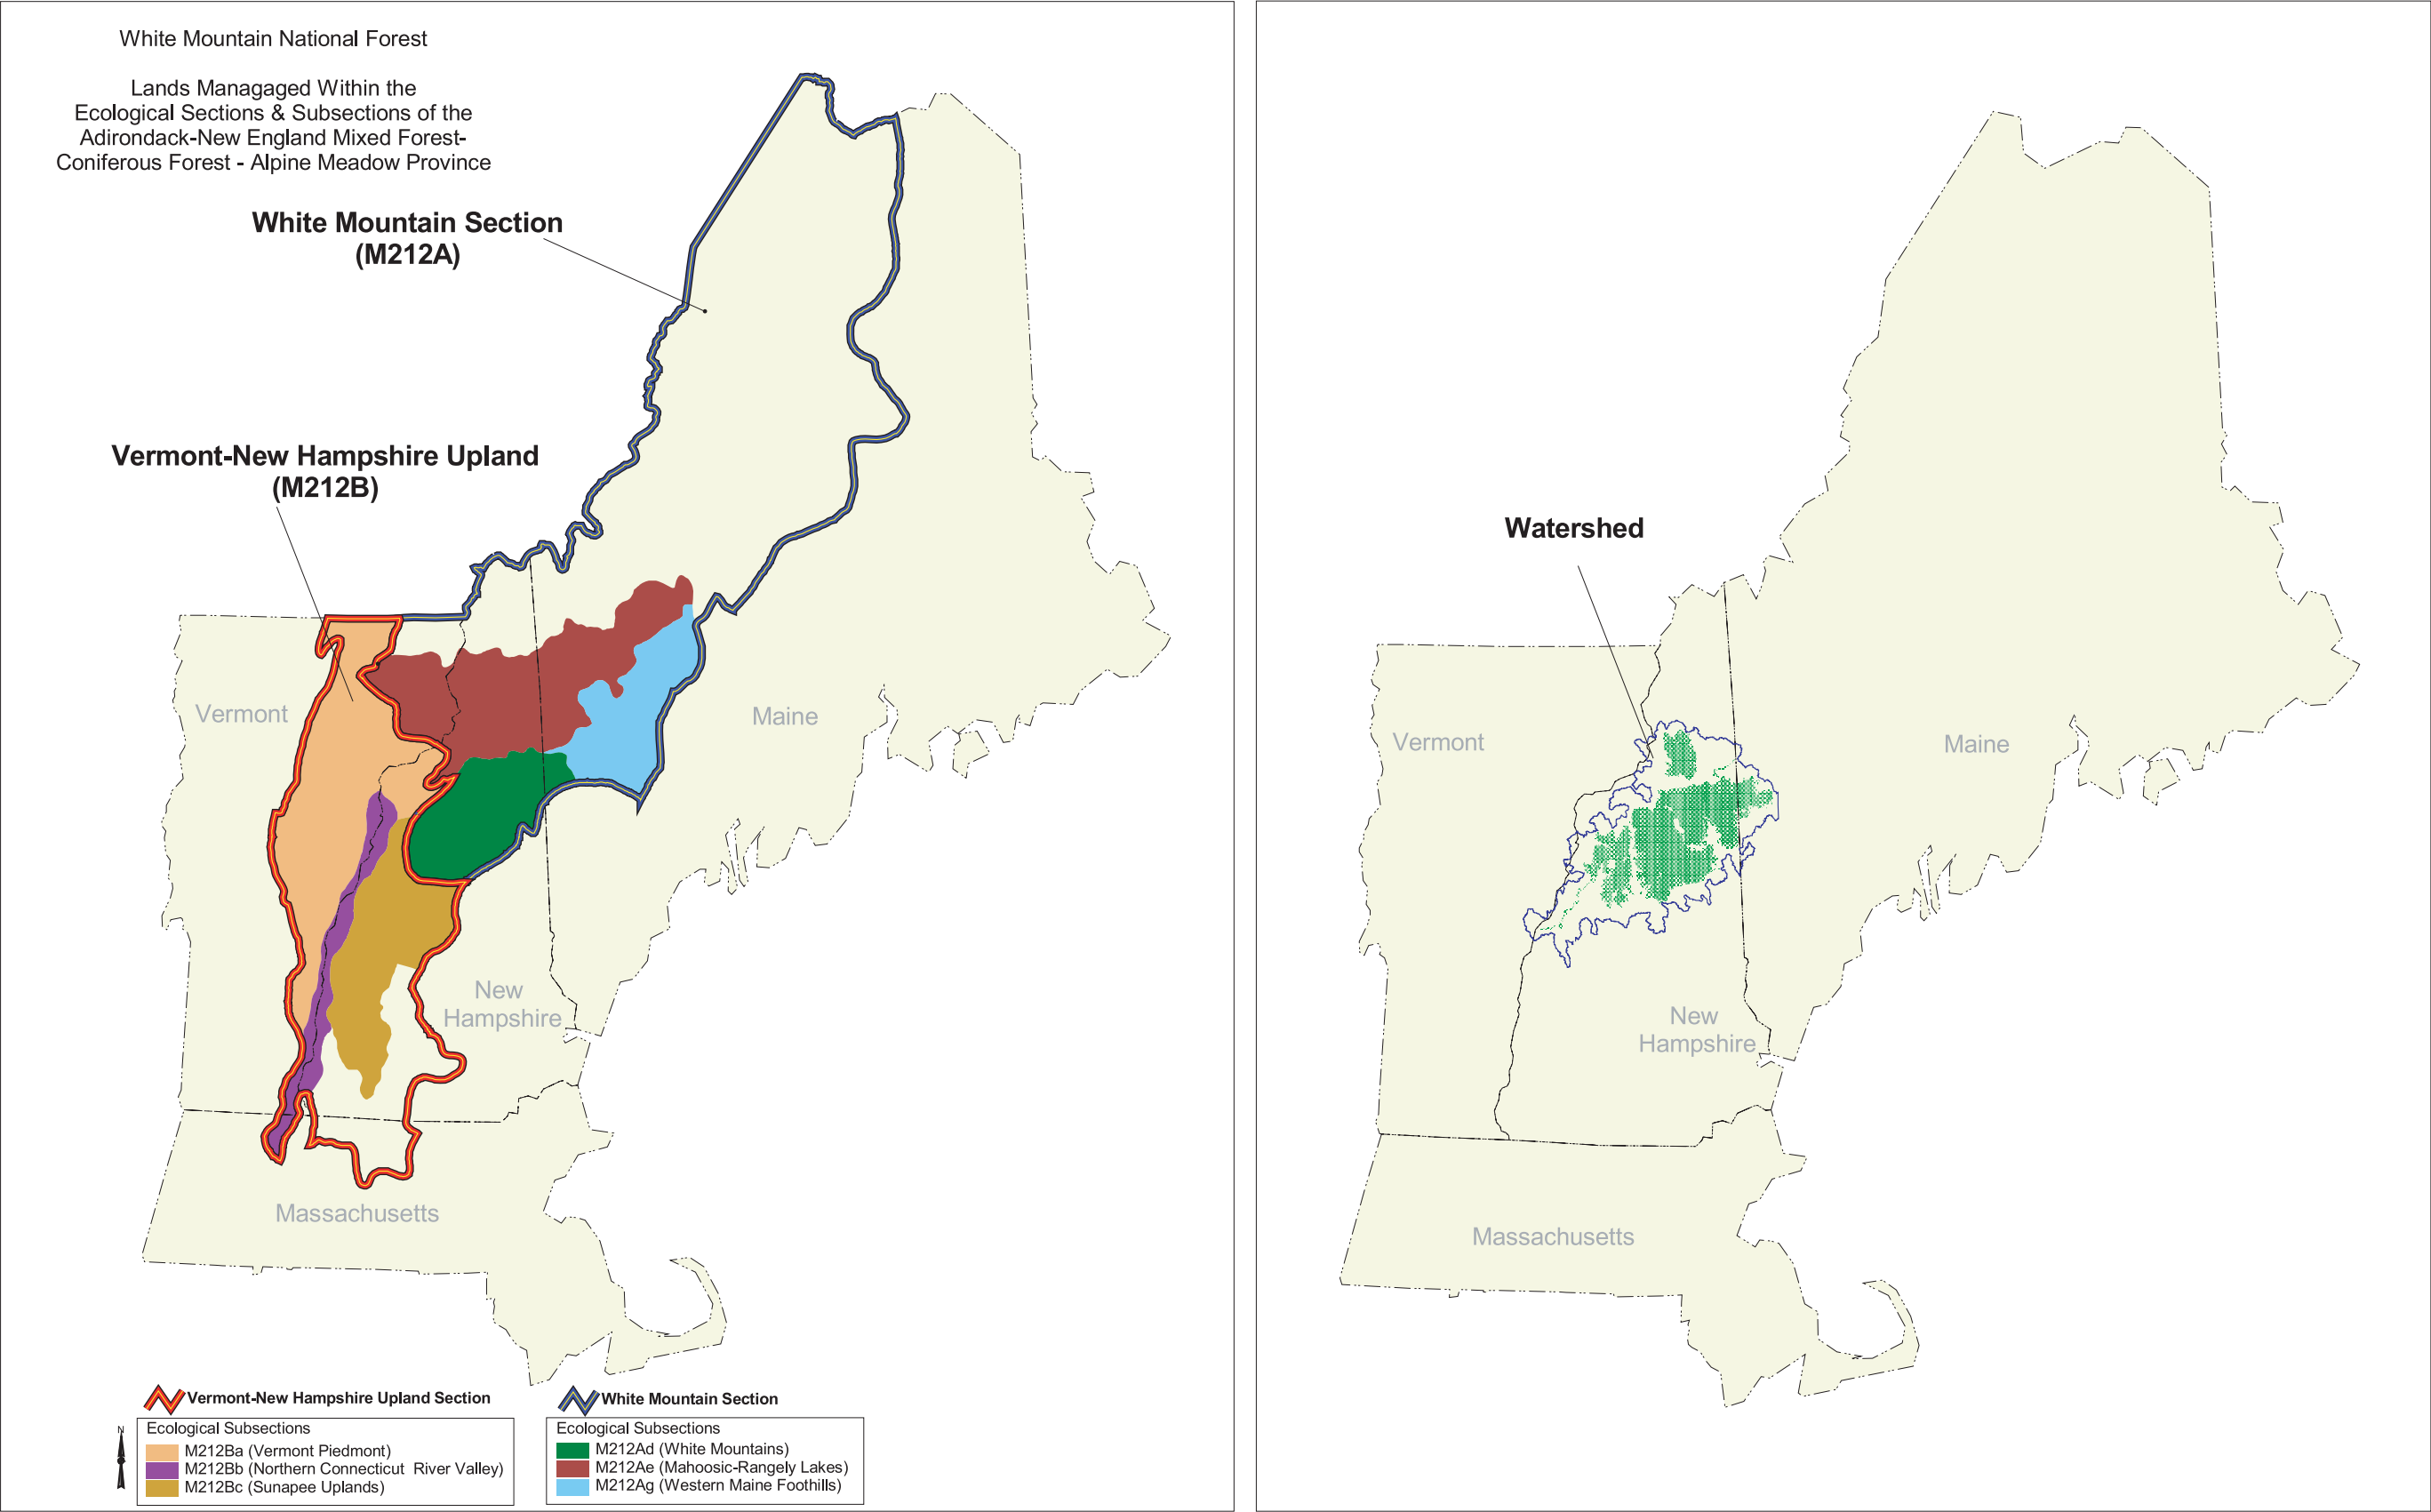 White Mountain National Forest
Lands Managaged Within the
Ecological Sections & Subsections of the
Adirondack-New England Mixed Forest-
Coniferous Forest - Alpine Meadow Province
White Mountain Section
(M212A)
Vermont-New Hampshire Upland
(M212B)
Vermont
Maine
New
Hampshire
Massachusetts
Vermont-New Hampshire Upland Section
N
Ecological Subsections
M212Ba (Vermont Piedmont)
M212Bb (Northern Connecticut River Valley)
M212Bc (Sunapee Uplands)
White Mountain Section
Ecological Subsections
M212Ad (White Mountains)
M212Ae (Mahoosic-Rangely Lakes)
M212Ag (Western Maine Foothills)
Watershed
Vermont
Maine
New
Hampshire
Massachusetts